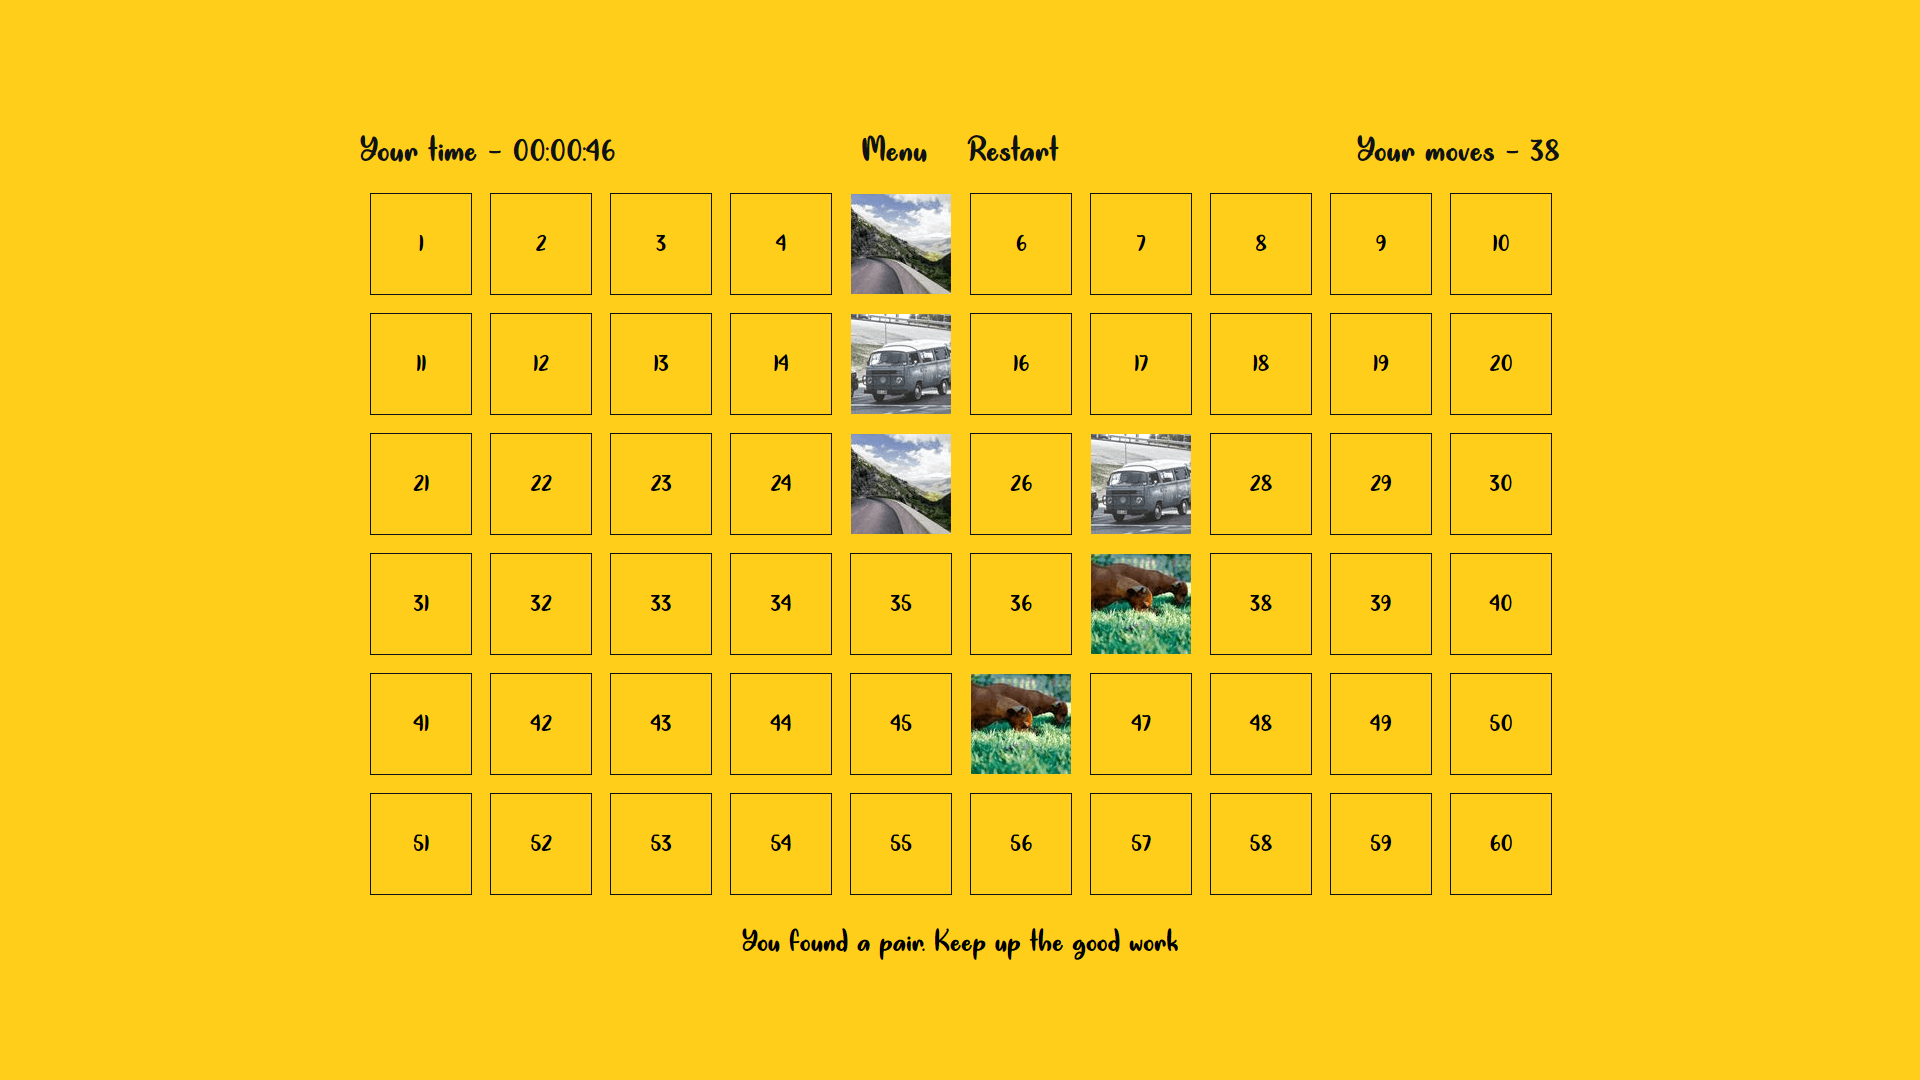 Your time - 00:00:46 Menu Restart Your moves - 38
1 2 3 4 6 7 8 9 10
11 12 13 14 16 17 18 19 20
21 22 23 24 26 28 29 30
31 32 33 34 35 36 38 39 40
41 42 43 44 45 47 48 49 50
51 52 53 54 55 56 57 58 59 60
You found a pair. Keep up the good work